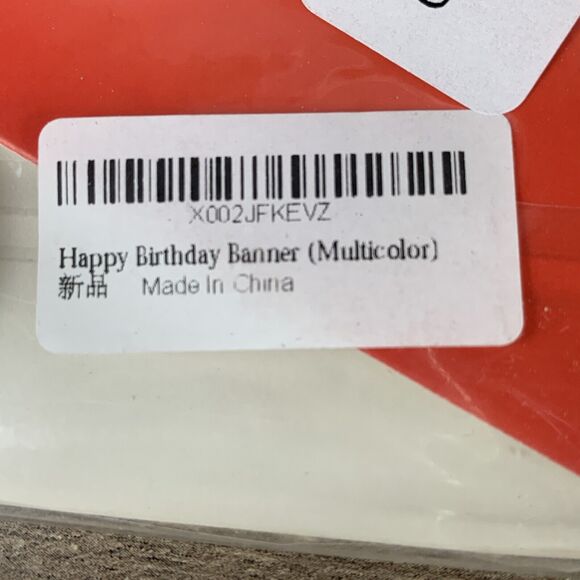 X002JFKEVZ
Happy Birthday Banner (Multicolor)
新品 Made In China